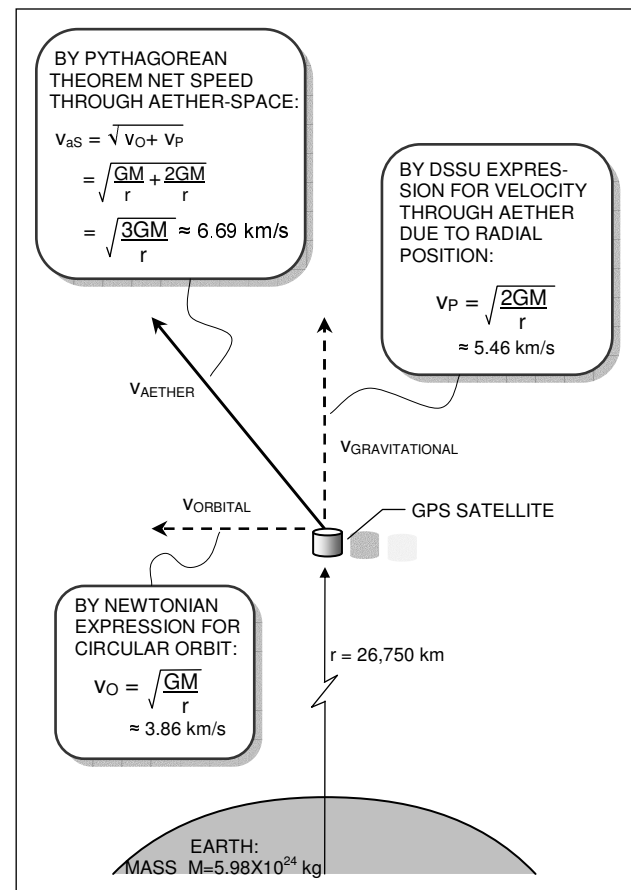 BY PYTHAGOREAN
THEOREM NET SPEED
THROUGH AETHER-SPACE:
vaS = √vO+ vP
= √GM/r + 2GM/r
= √3GM/r ≈ 6.69 km/s
BY DSSU EXPRES-
SION FOR VELOCITY
THROUGH AETHER
DUE TO RADIAL
POSITION:
vP = √2GM/r
≈ 5.46 km/s
vAETHER
vGRAVITATIONAL
vORBITAL
GPS SATELLITE
BY NEWTONIAN
EXPRESSION FOR
CIRCULAR ORBIT:
vO = √GM/r
≈ 3.86 km/s
r = 26,750 km
EARTH:
MASS M=5.98X10²⁴ kg